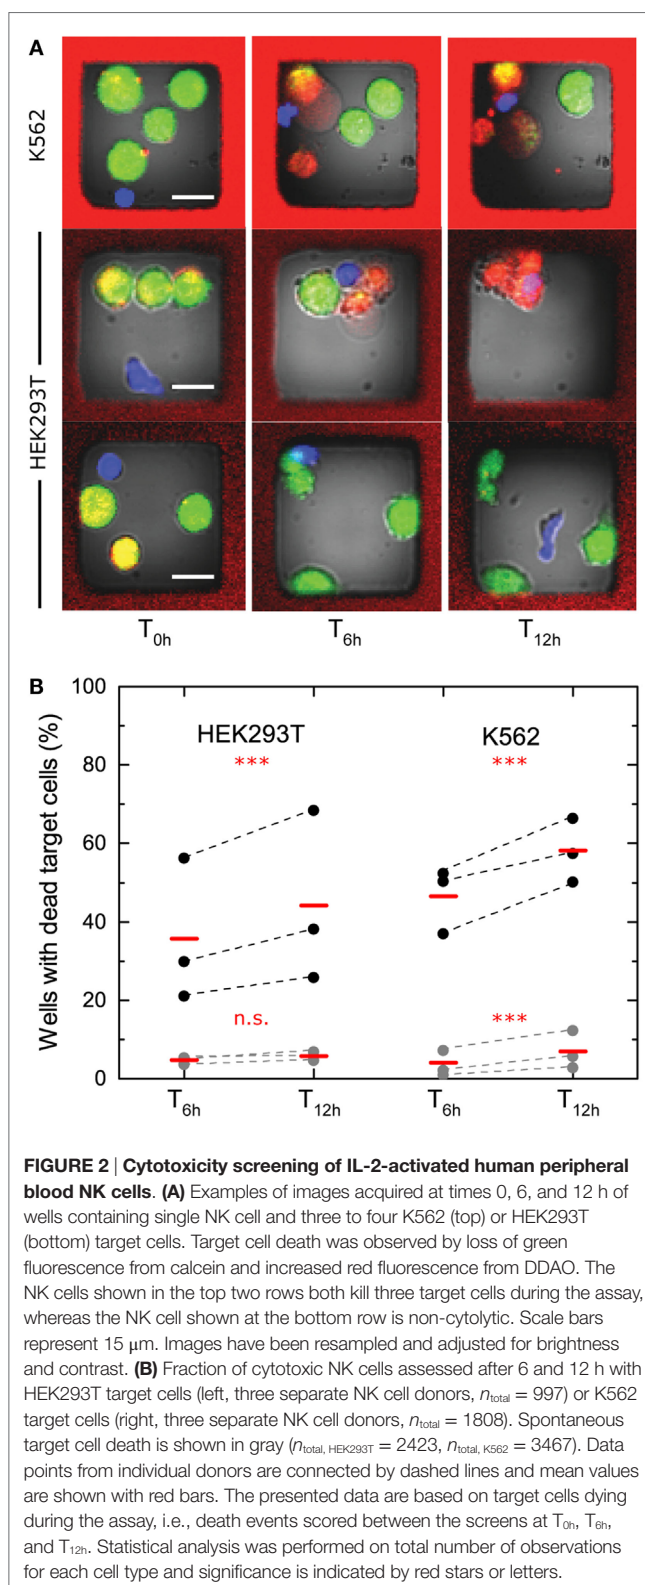 A
K562
HEK293T
T0h
T6h
T12h
B
Wells with dead target cells (%)
100
80
60
40
20
0
HEK293T
***
K562
***
n.s.
***
T6h
T12h
T6h
T12h
FIGURE 2 | Cytotoxicity screening of IL-2-activated human peripheral
blood NK cells. (A) Examples of images acquired at times 0, 6, and 12 h of
wells containing single NK cell and three to four K562 (top) or HEK293T
(bottom) target cells. Target cell death was observed by loss of green
fluorescence from calcein and increased red fluorescence from DDAO. The
NK cells shown in the top two rows both kill three target cells during the assay,
whereas the NK cell shown at the bottom row is non-cytolytic. Scale bars
represent 15 μm. Images have been resampled and adjusted for brightness
and contrast. (B) Fraction of cytotoxic NK cells assessed after 6 and 12 h with
HEK293T target cells (left, three separate NK cell donors, ntotal = 997) or K562
target cells (right, three separate NK cell donors, ntotal = 1808). Spontaneous
target cell death is shown in gray (ntotal, HEK293T = 2423, ntotal, K562 = 3467). Data
points from individual donors are connected by dashed lines and mean values
are shown with red bars. The presented data are based on target cells dying
during the assay, i.e., death events scored between the screens at T0h, T6h,
and T12h. Statistical analysis was performed on total number of observations
for each cell type and significance is indicated by red stars or letters.